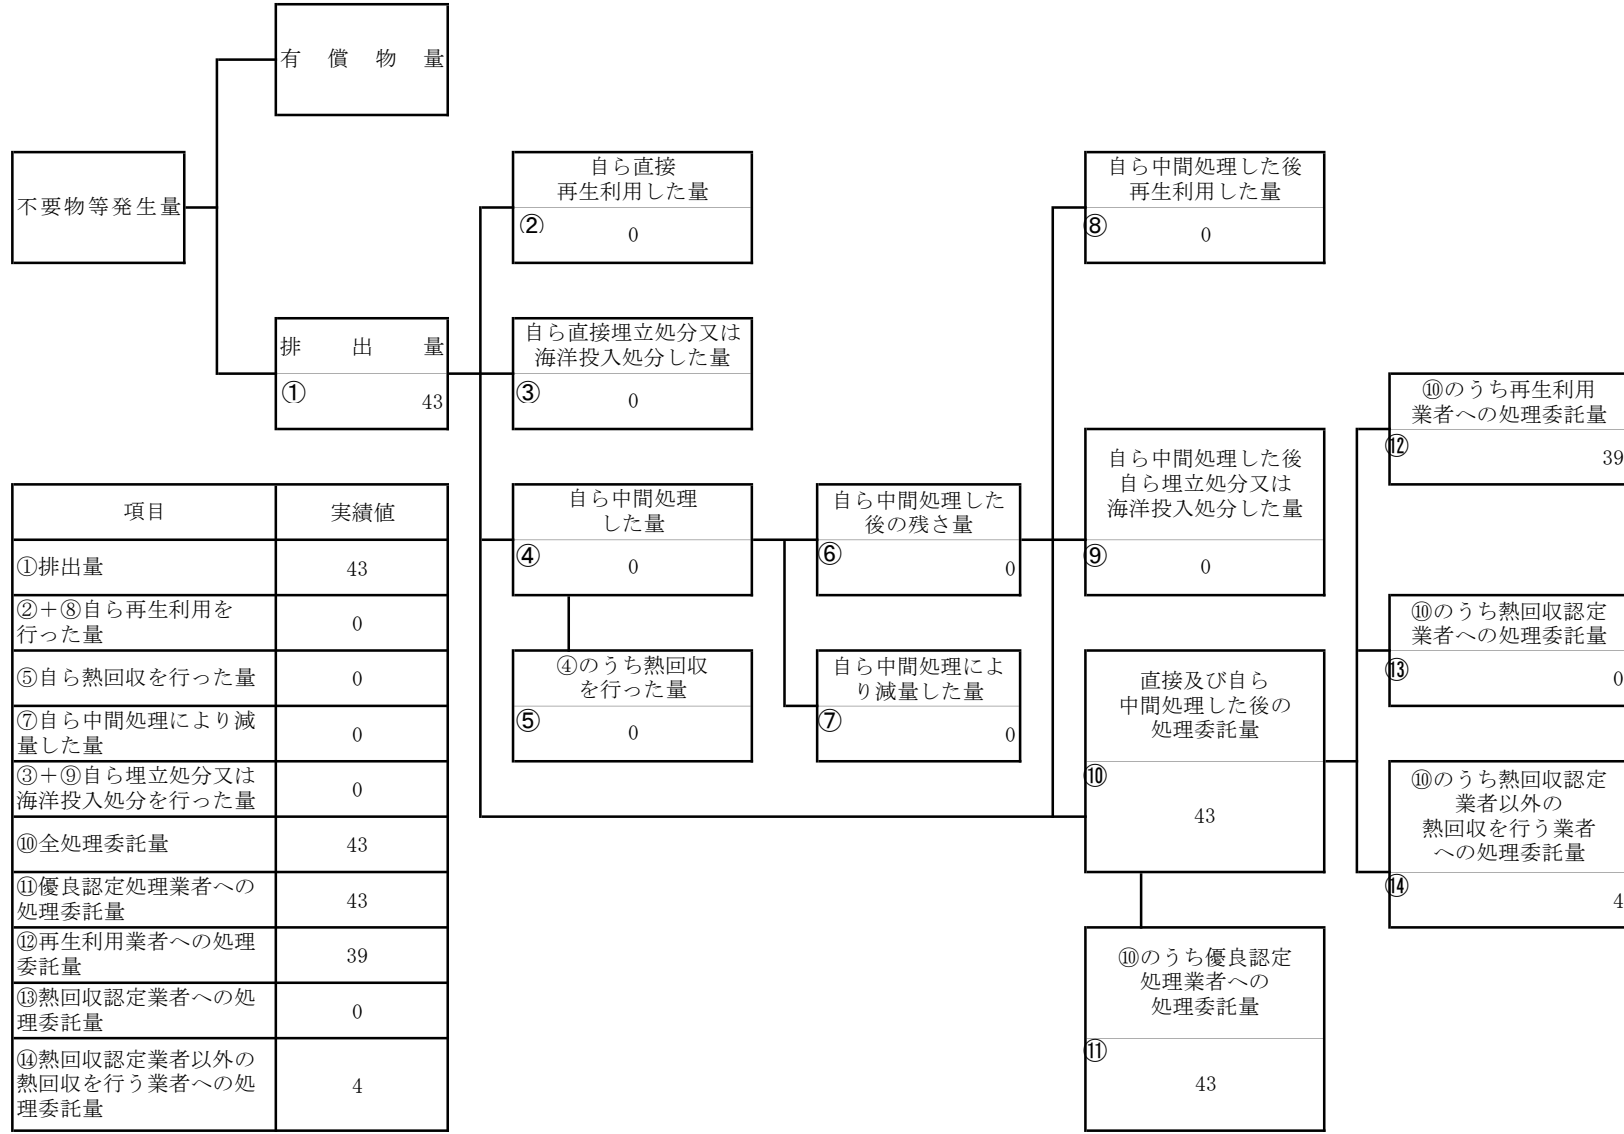 有償物量
不要物等発生量
排出量
①
43
自ら直接
再生利用した量
②
0
自ら直接埋立処分又は
海洋投入処分した量
③
0
自ら中間処理
した量
④
0
④のうち熱回収
を行った量
⑤
0
自ら中間処理した
後の残さ量
⑥
0
自ら中間処理によ
り減量した量
⑦
0
自ら中間処理した後
再生利用した量
⑧
0
自ら中間処理した後
自ら埋立処分又は
海洋投入処分した量
⑨
0
直接及び自ら
中間処理した後の
処理委託量
⑩
43
⑩のうち優良認定
処理業者への
処理委託量
⑪
43
⑩のうち再生利用
業者への処理委託量
⑫
39
⑩のうち熱回収認定
業者への処理委託量
⑬
0
⑩のうち熱回収認定
業者以外の
熱回収を行う業者
への処理委託量
⑭
4
項目 実績値
①排出量 43
②+⑧自ら再生利用を
行った量 0
⑤自ら熱回収を行った量 0
⑦自ら中間処理により減
量した量 0
③+⑨自ら埋立処分又は
海洋投入処分を行った量 0
⑩全処理委託量 43
⑪優良認定処理業者への
処理委託量 43
⑫再生利用業者への処理
委託量 39
⑬熱回収認定業者への処
理委託量 0
⑭熱回収認定業者以外の
熱回収を行う業者への処
理委託量 4